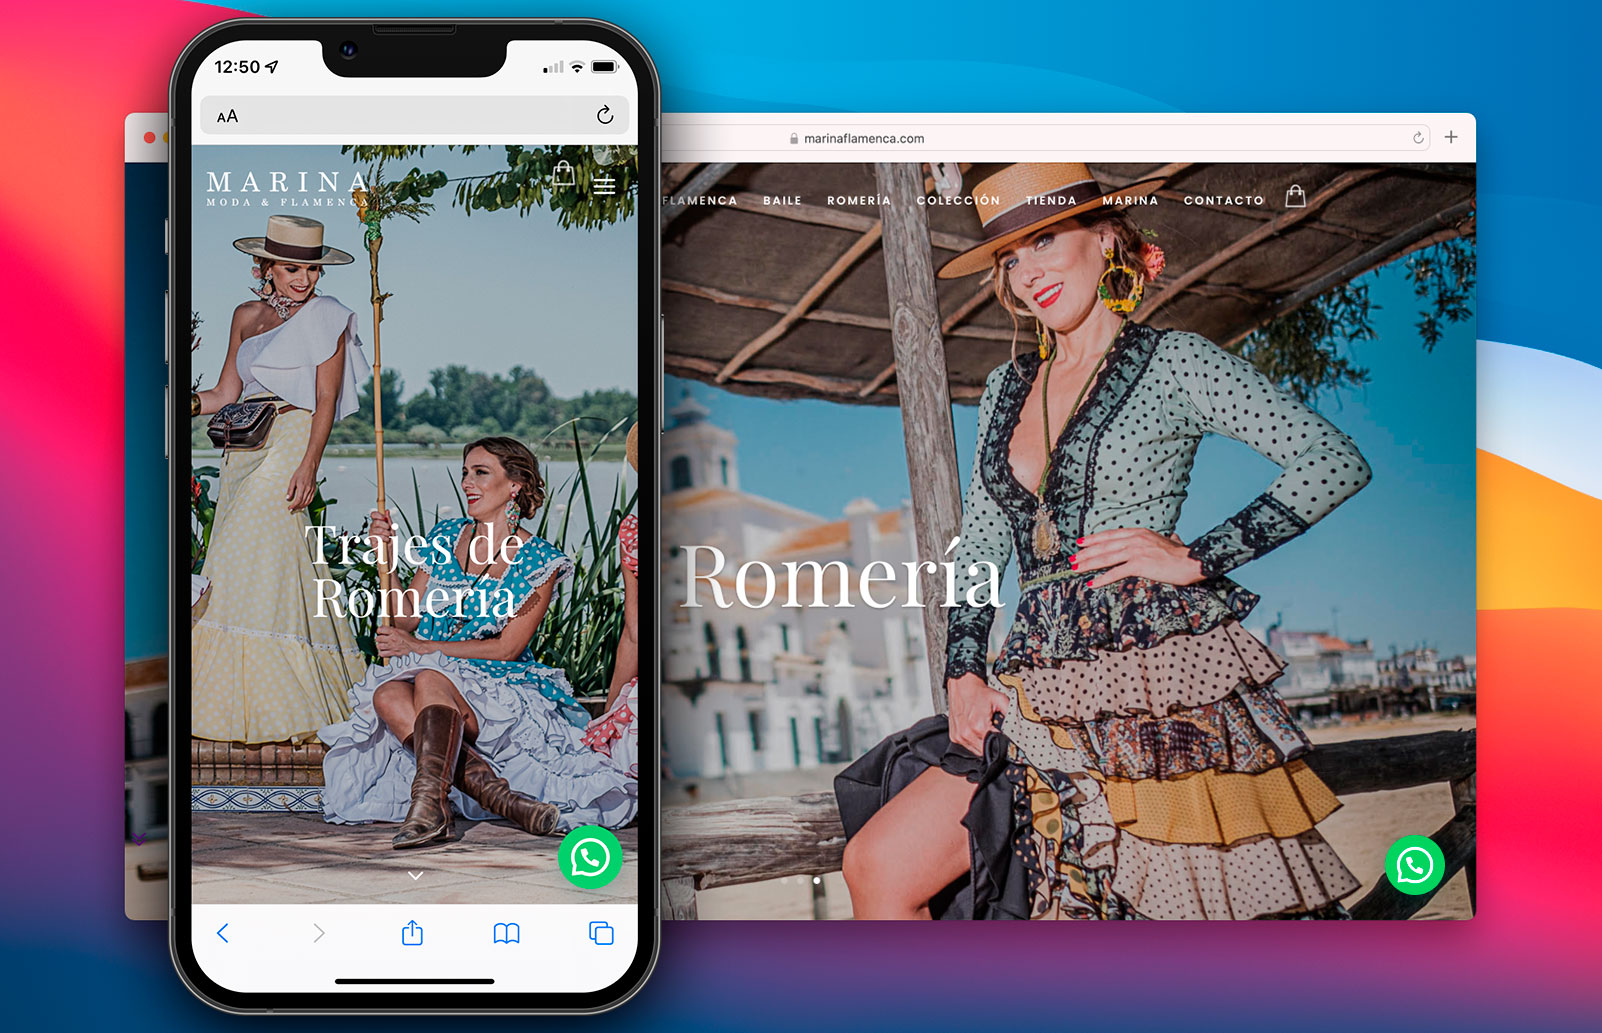 12:50
AA
MARINA
MODA & FLAMENCA
Trajes de
Romería
marinaflamenca.com
FLAMENCA BAILE ROMERÍA COLECCIÓN TIENDA MARINA CONTACTO
Romería